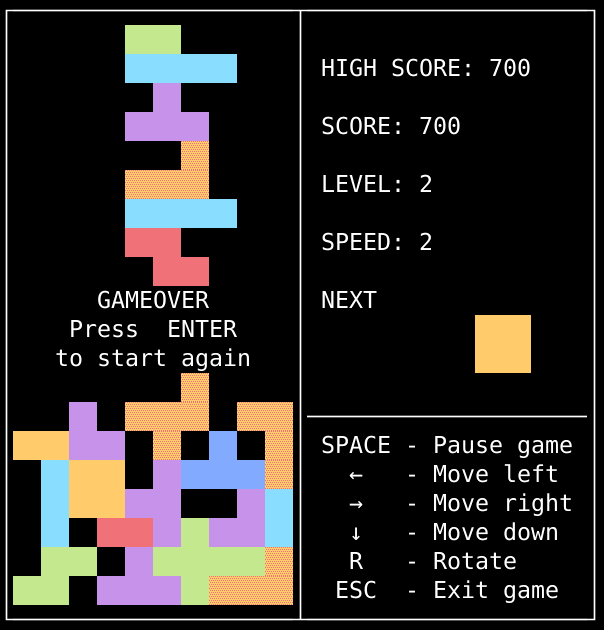 HIGH SCORE: 700
SCORE: 700
LEVEL: 2
SPEED: 2
NEXT
GAMEOVER
Press  ENTER
to start again
SPACE - Pause game
←   - Move left
→   - Move right
↓   - Move down
R   - Rotate
ESC  - Exit game